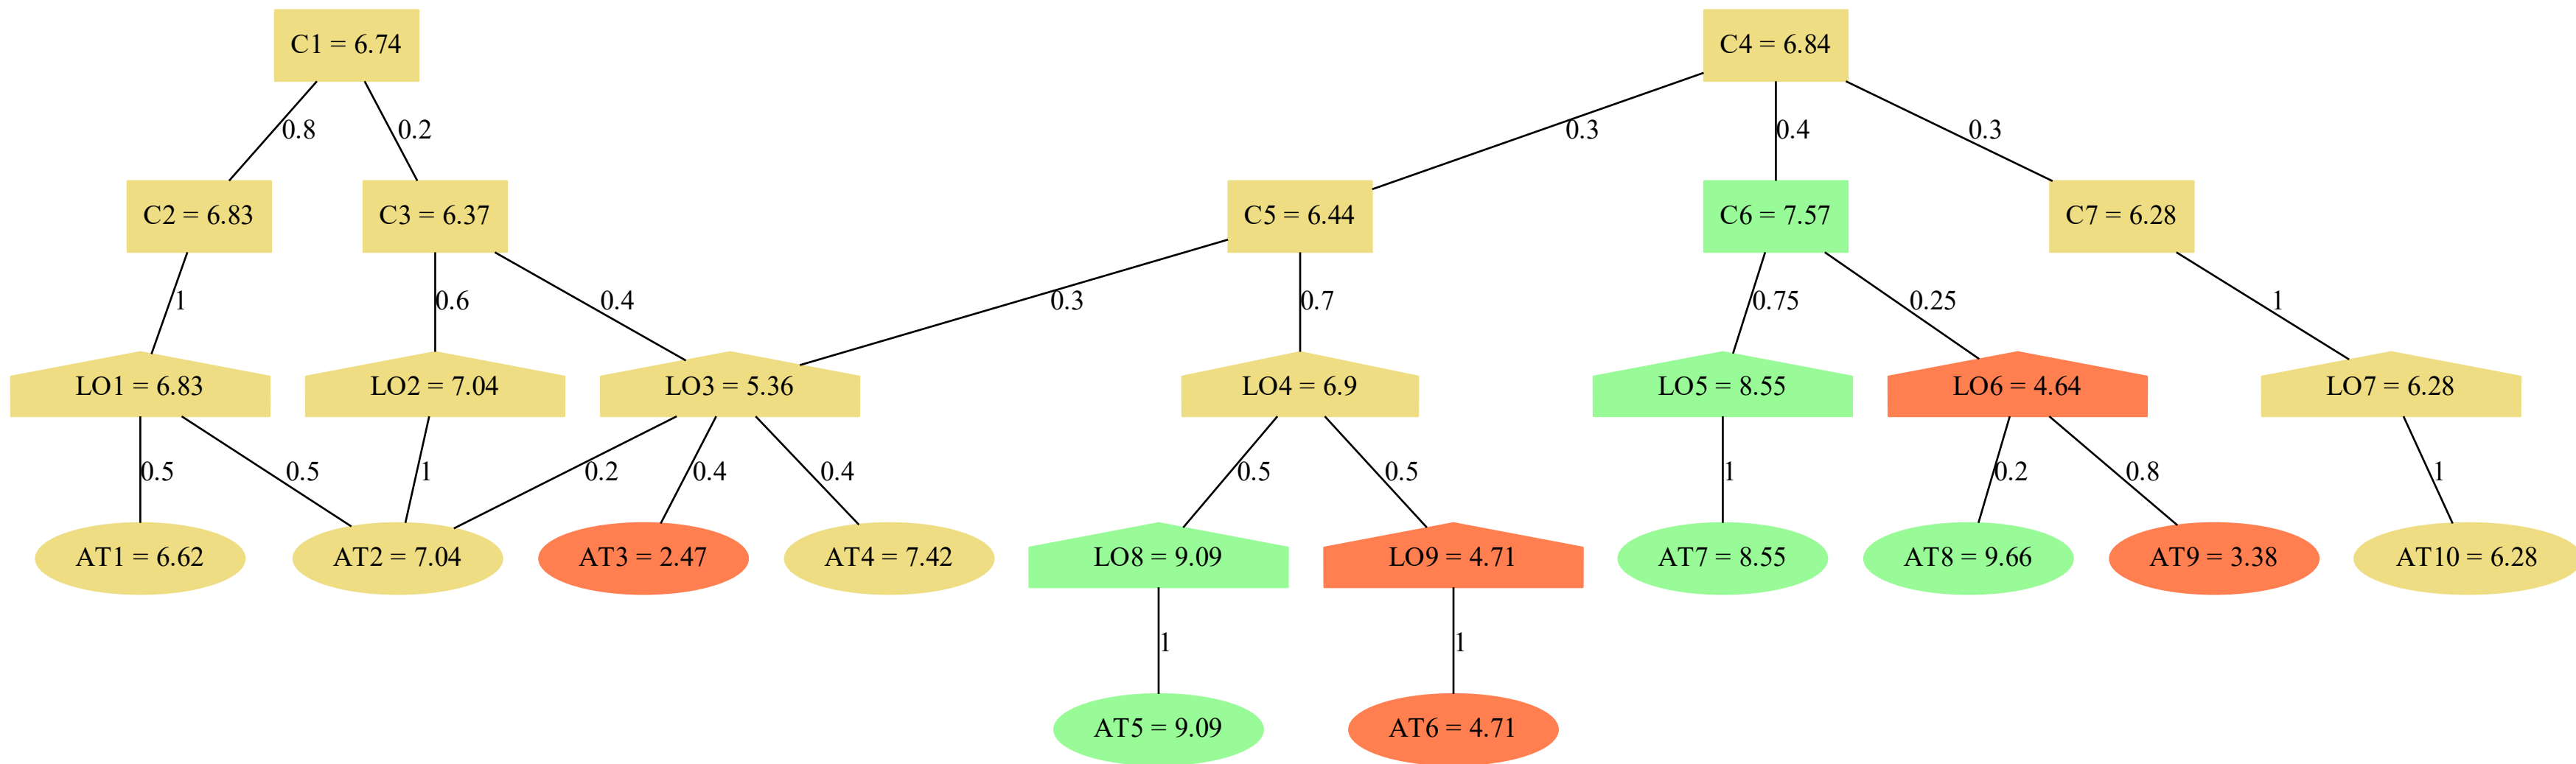 C1 = 6.74
C4 = 6.84
0.8
0.2
0.3
0.4
0.3
C2 = 6.83
C3 = 6.37
C5 = 6.44
C6 = 7.57
C7 = 6.28
1
0.6
0.4
0.3
0.7
0.75
0.25
1
LO1 = 6.83
LO2 = 7.04
LO3 = 5.36
LO4 = 6.9
LO5 = 8.55
LO6 = 4.64
LO7 = 6.28
0.5
0.5
1
0.2
0.4
0.4
0.5
0.5
1
0.2
0.8
1
AT1 = 6.62
AT2 = 7.04
AT3 = 2.47
AT4 = 7.42
LO8 = 9.09
LO9 = 4.71
AT7 = 8.55
AT8 = 9.66
AT9 = 3.38
AT10 = 6.28
1
1
AT5 = 9.09
AT6 = 4.71